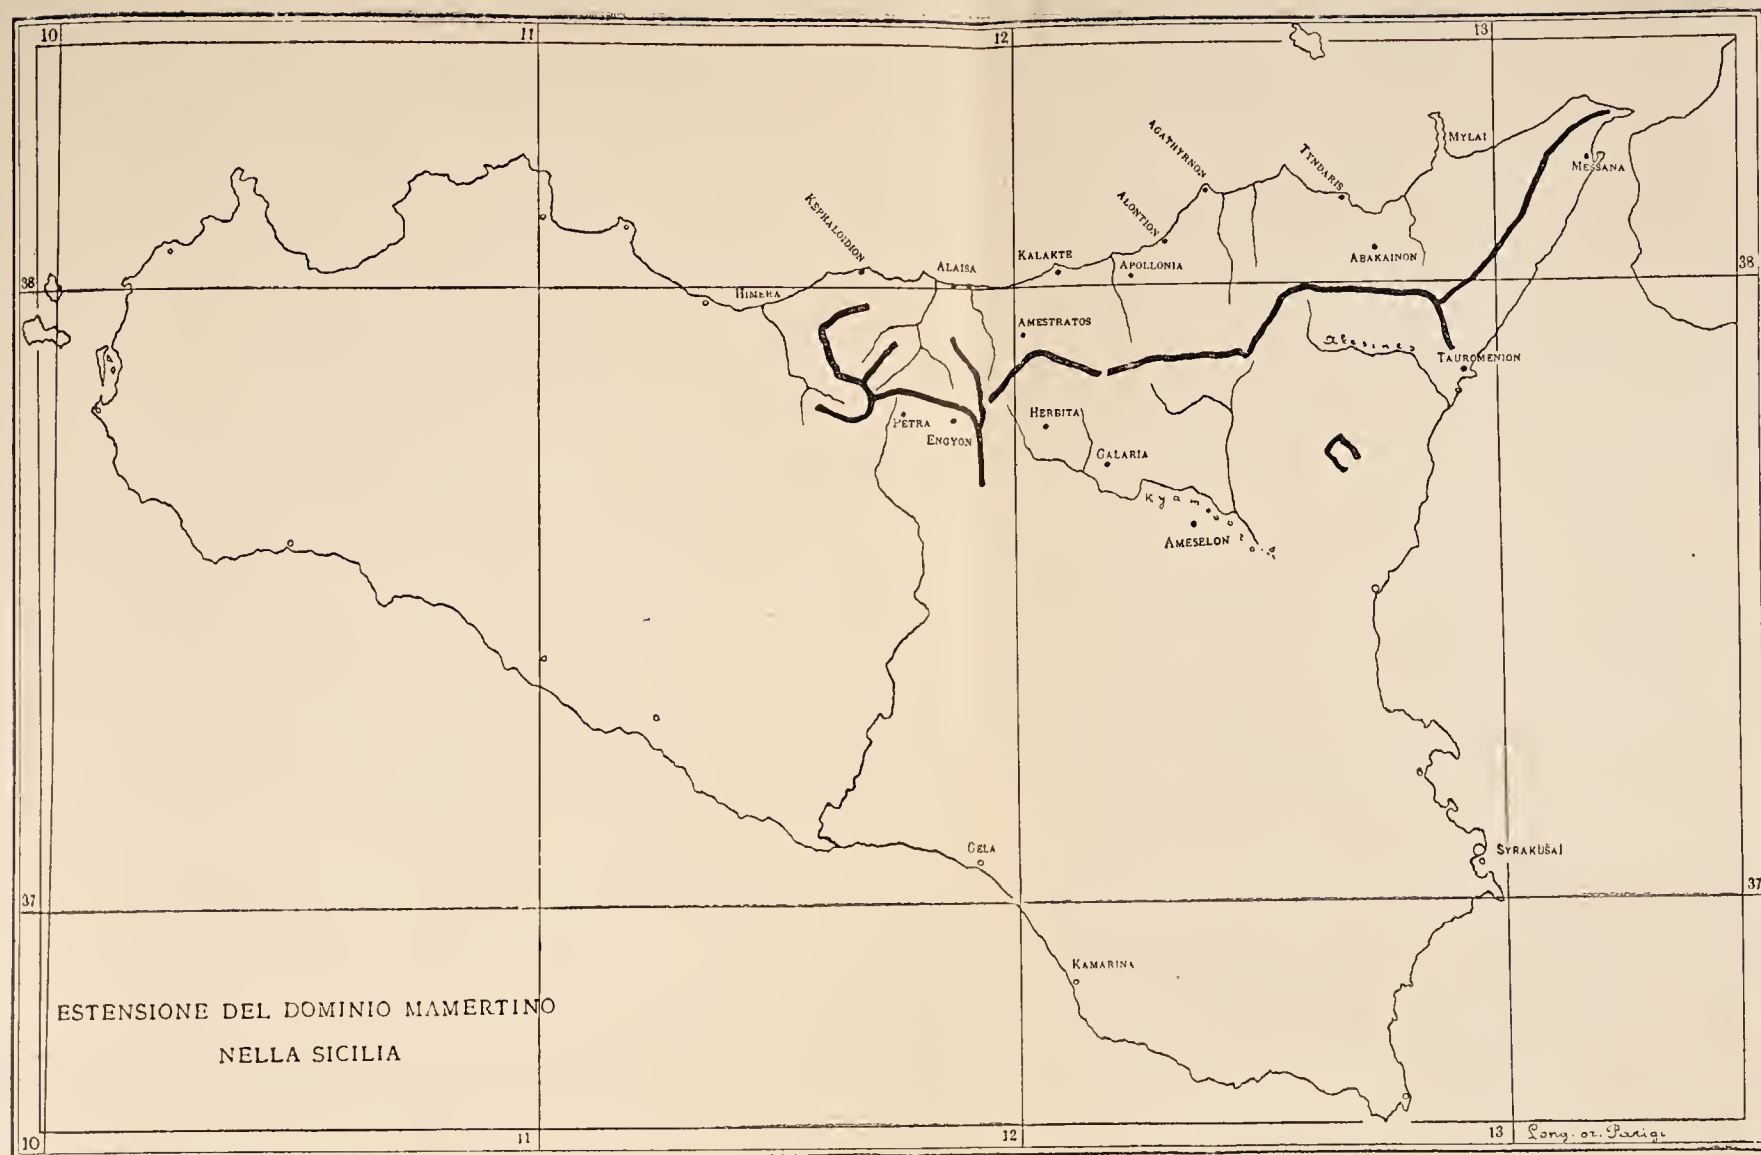 10
11
12
13
MYLAI
AGATHYRNON
TYNDARIS
MESSANA
KEPHALOIDION
ALONTION
ABAKAINON
KALAKTE
ALAISA
APOLLONIA
38
38
HIMERA
AMESTRATOS
Alesines
TAUROMENION
PETRA
HERBITA
ENGYON
GALARIA
Kyam
AMESELON ?
GELA
SYRAKUSAI
37
37
KAMARINA
ESTENSIONE DEL DOMINIO MAMERTINO
NELLA SICILIA
10
11
12
13
Long. or. Parigi